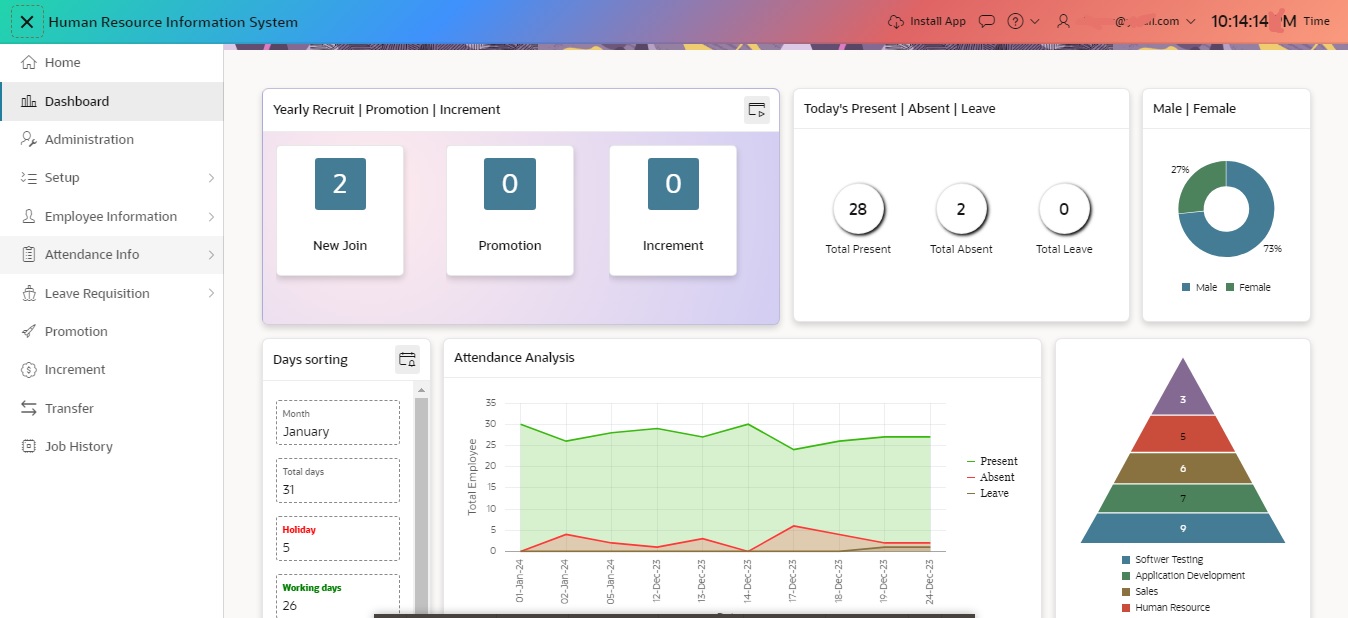 Human Resource Information System
Install App
.com
10:14:14 M Time
Home
Dashboard
Administration
Setup
Employee Information
Attendance Info
Leave Requisition
Promotion
Increment
Transfer
Job History
Yearly Recruit | Promotion | Increment
2
New Join
0
Promotion
0
Increment
Today's Present | Absent | Leave
28
Total Present
2
Total Absent
0
Total Leave
Male | Female
27%
73%
Male Female
Days sorting
Month
January
Total days
31
Holiday
5
Working days
26
Attendance Analysis
Total Employee
35
30
25
20
15
10
5
0
01-Jan-24
02-Jan-24
05-Jan-24
12-Dec-23
13-Dec-23
14-Dec-23
17-Dec-23
18-Dec-23
19-Dec-23
24-Dec-23
Present
Absent
Leave
3
5
6
7
9
Softwer Testing
Application Development
Sales
Human Resource